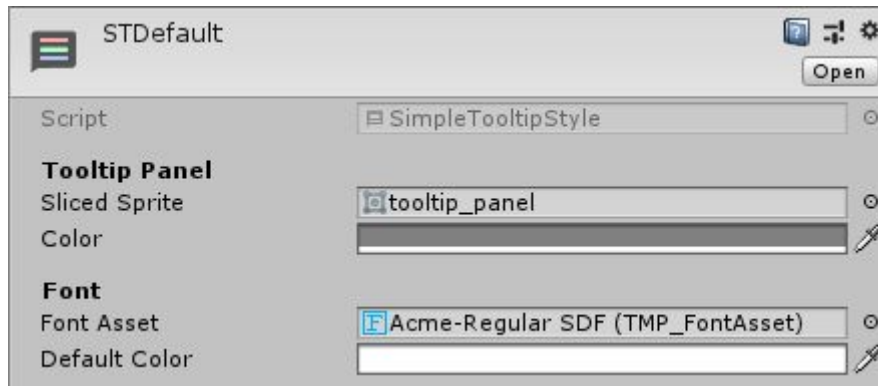 STDefault
Open
Script SimpleTooltipStyle
Tooltip Panel
Sliced Sprite tooltip_panel
Color
Font
Font Asset Acme-Regular SDF (TMP_FontAsset)
Default Color